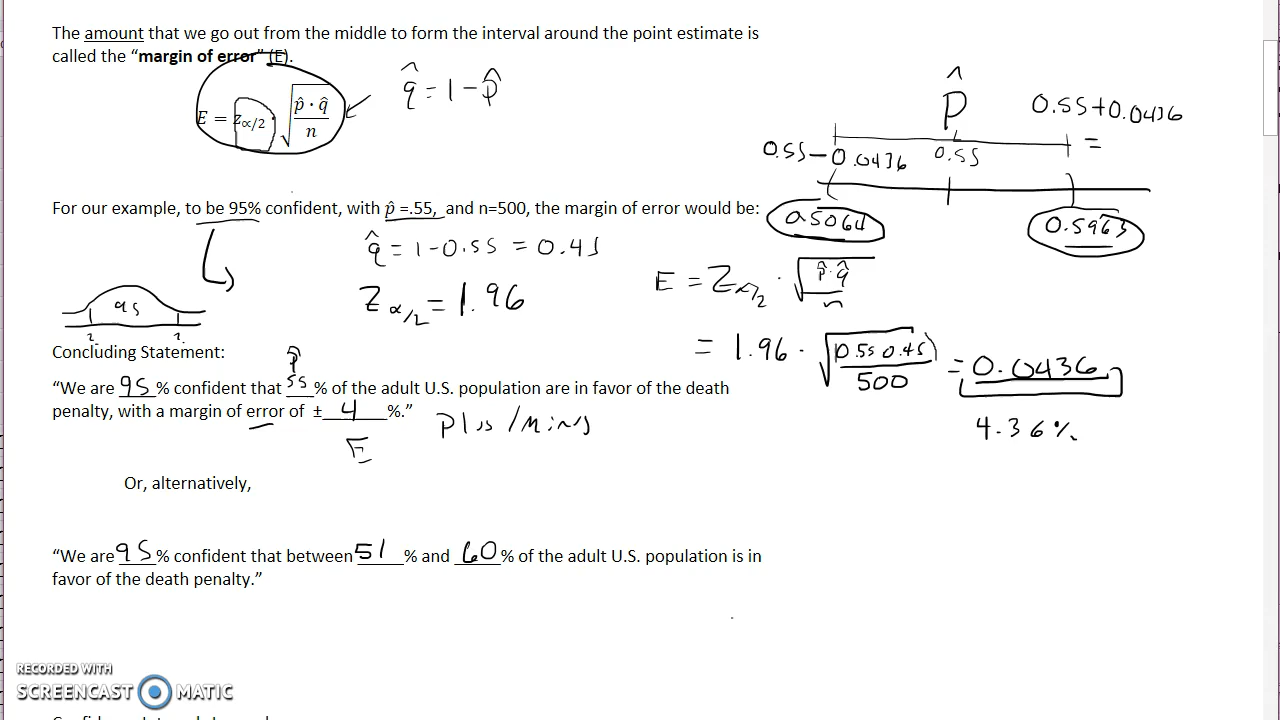 The amount that we go out from the middle to form the interval around the point estimate is
called the “margin of error” (E).
E = z∝/2 · √(p̂ · q̂ / n)
q̂ = 1 - p̂
p̂
0.55+0.0436
=
0.55 - 0.0436
0.55
For our example, to be 95% confident, with p̂ =.55, and n=500, the margin of error would be:
0.5064
q̂ = 1 - 0.55 = 0.45
E = Z∝/2 · √(p̂·q̂ / n)
95
z
z
Z∝/2 = 1.96
= 1.96 · √(0.55 0.45 / 500) = 0.0436
4.36%
Concluding Statement:
p̂
“We are 95 % confident that 55 % of the adult U.S. population are in favor of the death
penalty, with a margin of error of ± 4 %.”
Plus/minus
E
Or, alternatively,
“We are 95 % confident that between 51 % and 60 % of the adult U.S. population is in
favor of the death penalty.”
RECORDED WITH
SCREENCAST MATIC